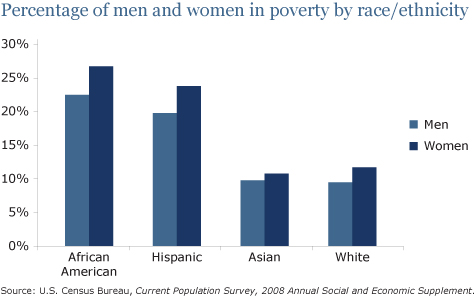 Percentage of men and women in poverty by race/ethnicity
30%
25%
20%
15%
10%
5%
0%
African
American
Hispanic
Asian
White
Men
Women
Source: U.S. Census Bureau, Current Population Survey, 2008 Annual Social and Economic Supplement.